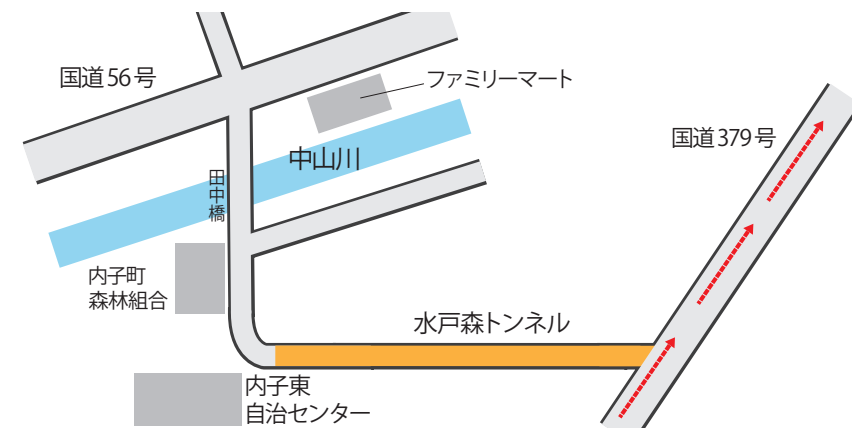 国道56号
ファミリーマート
国道379号
中山川
田中橋
内子町
森林組合
水戸森トンネル
内子東
自治センター